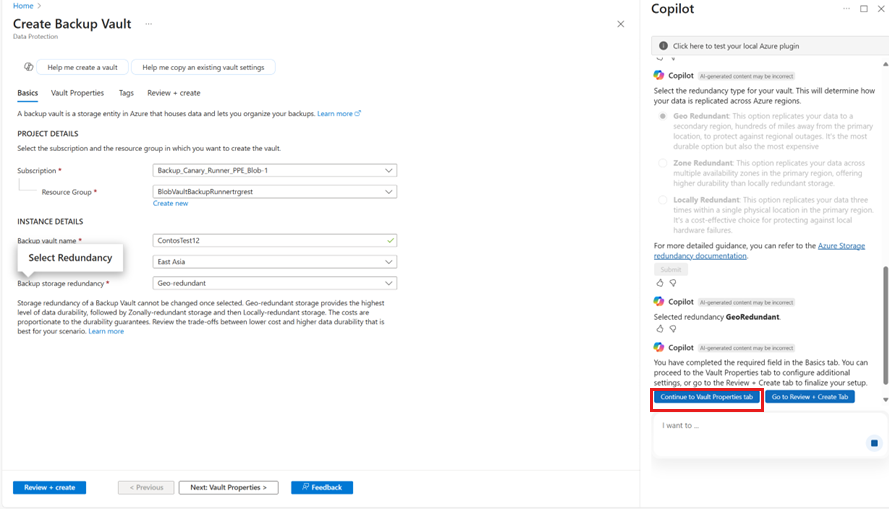 Home >
Create Backup Vault ...
Data Protection
Help me create a vault
Help me copy an existing vault settings
Basics Vault Properties Tags Review + create
A backup vault is a storage entity in Azure that houses data and lets you organize your backups. Learn more
PROJECT DETAILS
Select the subscription and the resource group in which you want to create the vault.
Subscription * Backup_Canary_Runner_PPE_Blob-1
Resource Group * BlobVaultBackupRunnertrgrest
Create new
INSTANCE DETAILS
Backup vault name * ContosTest12
Select Redundancy
East Asia
Backup storage redundancy * Geo-redundant
Storage redundancy of a Backup Vault cannot be changed once selected. Geo-redundant storage provides the highest
level of data durability, followed by Zonally-redundant storage and then Locally-redundant storage. The costs are
proportionate to the durability guarantees. Review the trade-offs between lower cost and higher data durability that is
best for your scenario. Learn more
Review + create
< Previous
Next: Vault Properties >
Feedback
Copilot
Click here to test your local Azure plugin
Copilot AI-generated content may be incorrect
Select the redundancy type for your vault. This will determine how
your data is replicated across Azure regions.
Geo Redundant: This option replicates your data to a
secondary region, hundreds of miles away from the primary
location, to protect against regional outages. It's the most
durable option but also the most expensive
Zone Redundant: This option replicates your data across
multiple availability zones in the primary region, offering
higher durability than locally redundant storage.
Locally Redundant: This option replicates your data three
times within a single physical location in the primary region.
It's a cost-effective choice for protecting against local
hardware failures.
For more detailed guidance, you can refer to the Azure Storage
redundancy documentation.
Submit
Copilot AI-generated content may be incorrect
Selected redundancy GeoRedundant.
Copilot AI-generated content may be incorrect
You have completed the required field in the Basics tab. You can
proceed to the Vault Properties tab to configure additional
settings, or go to the Review + Create tab to finalize your setup.
Continue to Vault Properties tab
Go to Review + Create Tab
I want to ...